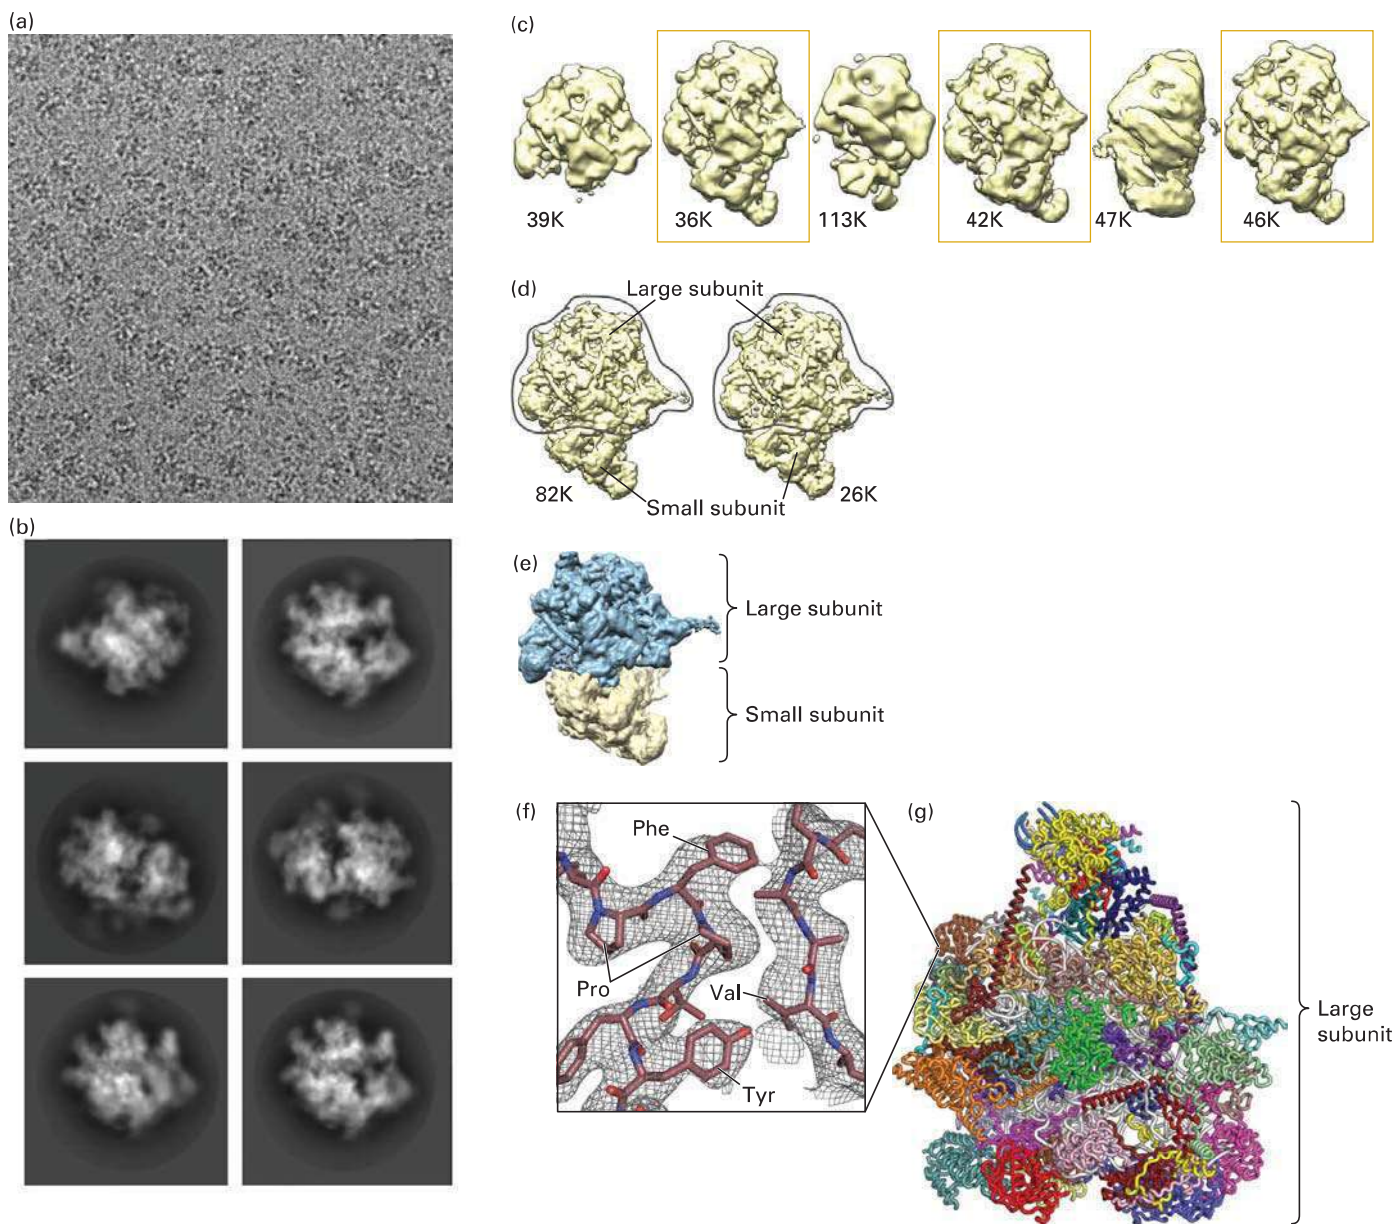 (a)
(c)
39K
36K
113K
42K
47K
46K
(d)
Large subunit
82K
Small subunit
26K
(b)
(e)
Large subunit
Small subunit
(f)
Phe
Pro
Val
Tyr
(g)
Large
subunit